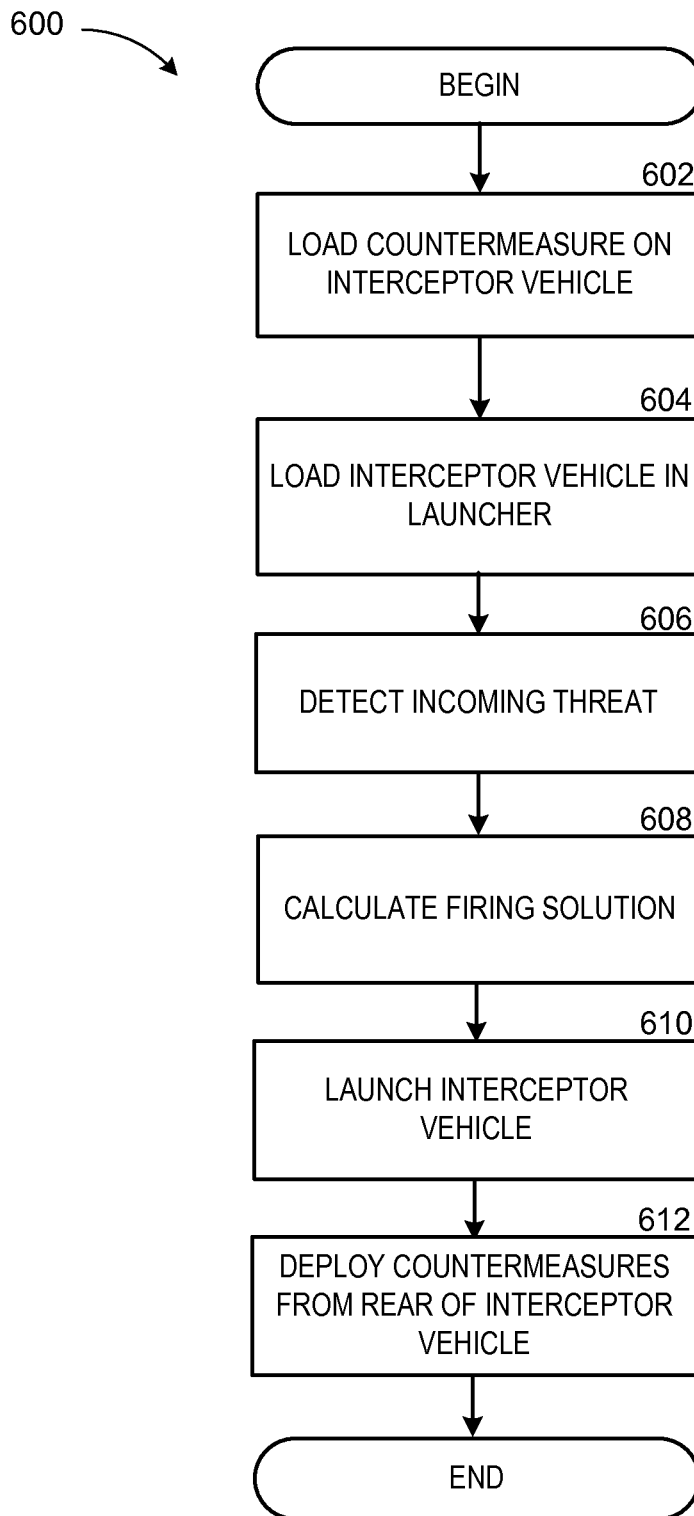 600
BEGIN
602
LOAD COUNTERMEASURE ON
INTERCEPTOR VEHICLE
604
LOAD INTERCEPTOR VEHICLE IN
LAUNCHER
606
DETECT INCOMING THREAT
608
CALCULATE FIRING SOLUTION
610
LAUNCH INTERCEPTOR
VEHICLE
612
DEPLOY COUNTERMEASURES
FROM REAR OF INTERCEPTOR
VEHICLE
END